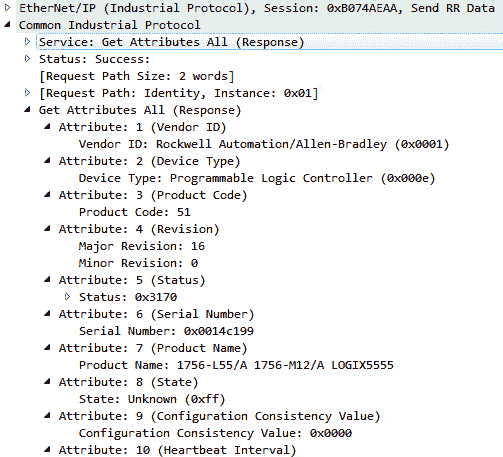 EtherNet/IP (Industrial Protocol), Session: 0xB074AEAA, Send RR Data
Common Industrial Protocol
Service: Get Attributes All (Response)
Status: Success:
[Request Path Size: 2 words]
[Request Path: Identity, Instance: 0x01]
Get Attributes All (Response)
Attribute: 1 (Vendor ID)
Vendor ID: Rockwell Automation/Allen-Bradley (0x0001)
Attribute: 2 (Device Type)
Device Type: Programmable Logic Controller (0x000e)
Attribute: 3 (Product Code)
Product Code: 51
Attribute: 4 (Revision)
Major Revision: 16
Minor Revision: 0
Attribute: 5 (Status)
Status: 0x3170
Attribute: 6 (Serial Number)
Serial Number: 0x0014c199
Attribute: 7 (Product Name)
Product Name: 1756-L55/A 1756-M12/A LOGIX5555
Attribute: 8 (State)
State: Unknown (0xff)
Attribute: 9 (Configuration Consistency Value)
Configuration Consistency Value: 0x0000
Attribute: 10 (Heartbeat Interval)